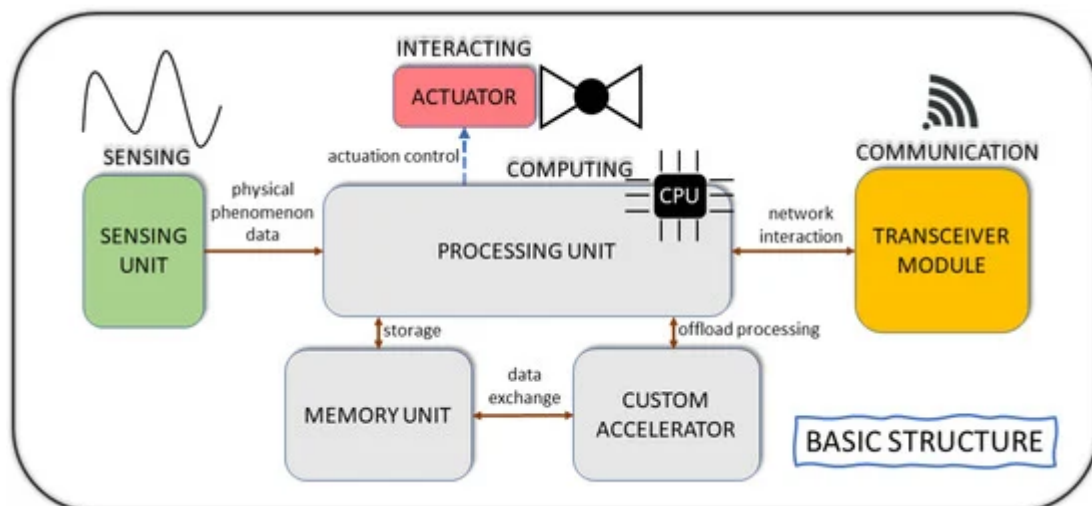 INTERACTING
ACTUATOR
SENSING
actuation control
COMPUTING
CPU
COMMUNICATION
SENSING
UNIT
physical
phenomenon
data
PROCESSING UNIT
network
interaction
TRANSCEIVER
MODULE
storage
offload processing
MEMORY UNIT
data
exchange
CUSTOM
ACCELERATOR
BASIC STRUCTURE